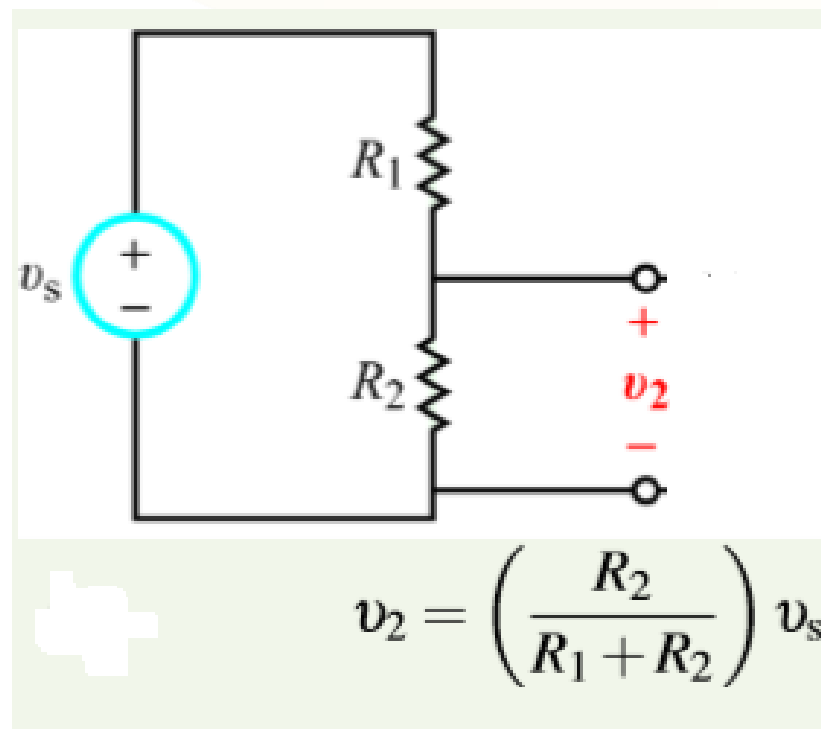 R₁
+
υₛ
−
+
R₂
υ₂
−
υ₂ = ( R₂ / (R₁ + R₂) ) υₛ